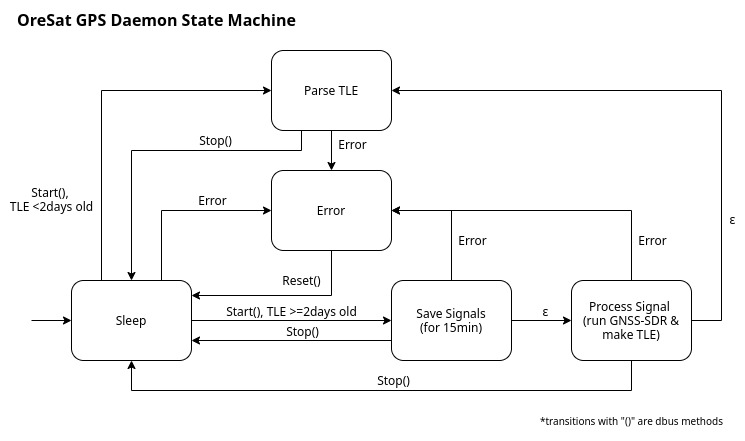 OreSat GPS Daemon State Machine
Parse TLE
Stop()
Error
Start(),
TLE <2days old
Error
Error
ε
Error
Error
Reset()
Sleep
Start(), TLE >=2days old
Stop()
Save Signals
(for 15min)
ε
Process Signal
(run GNSS-SDR &
make TLE)
Stop()
*transitions with "()" are dbus methods